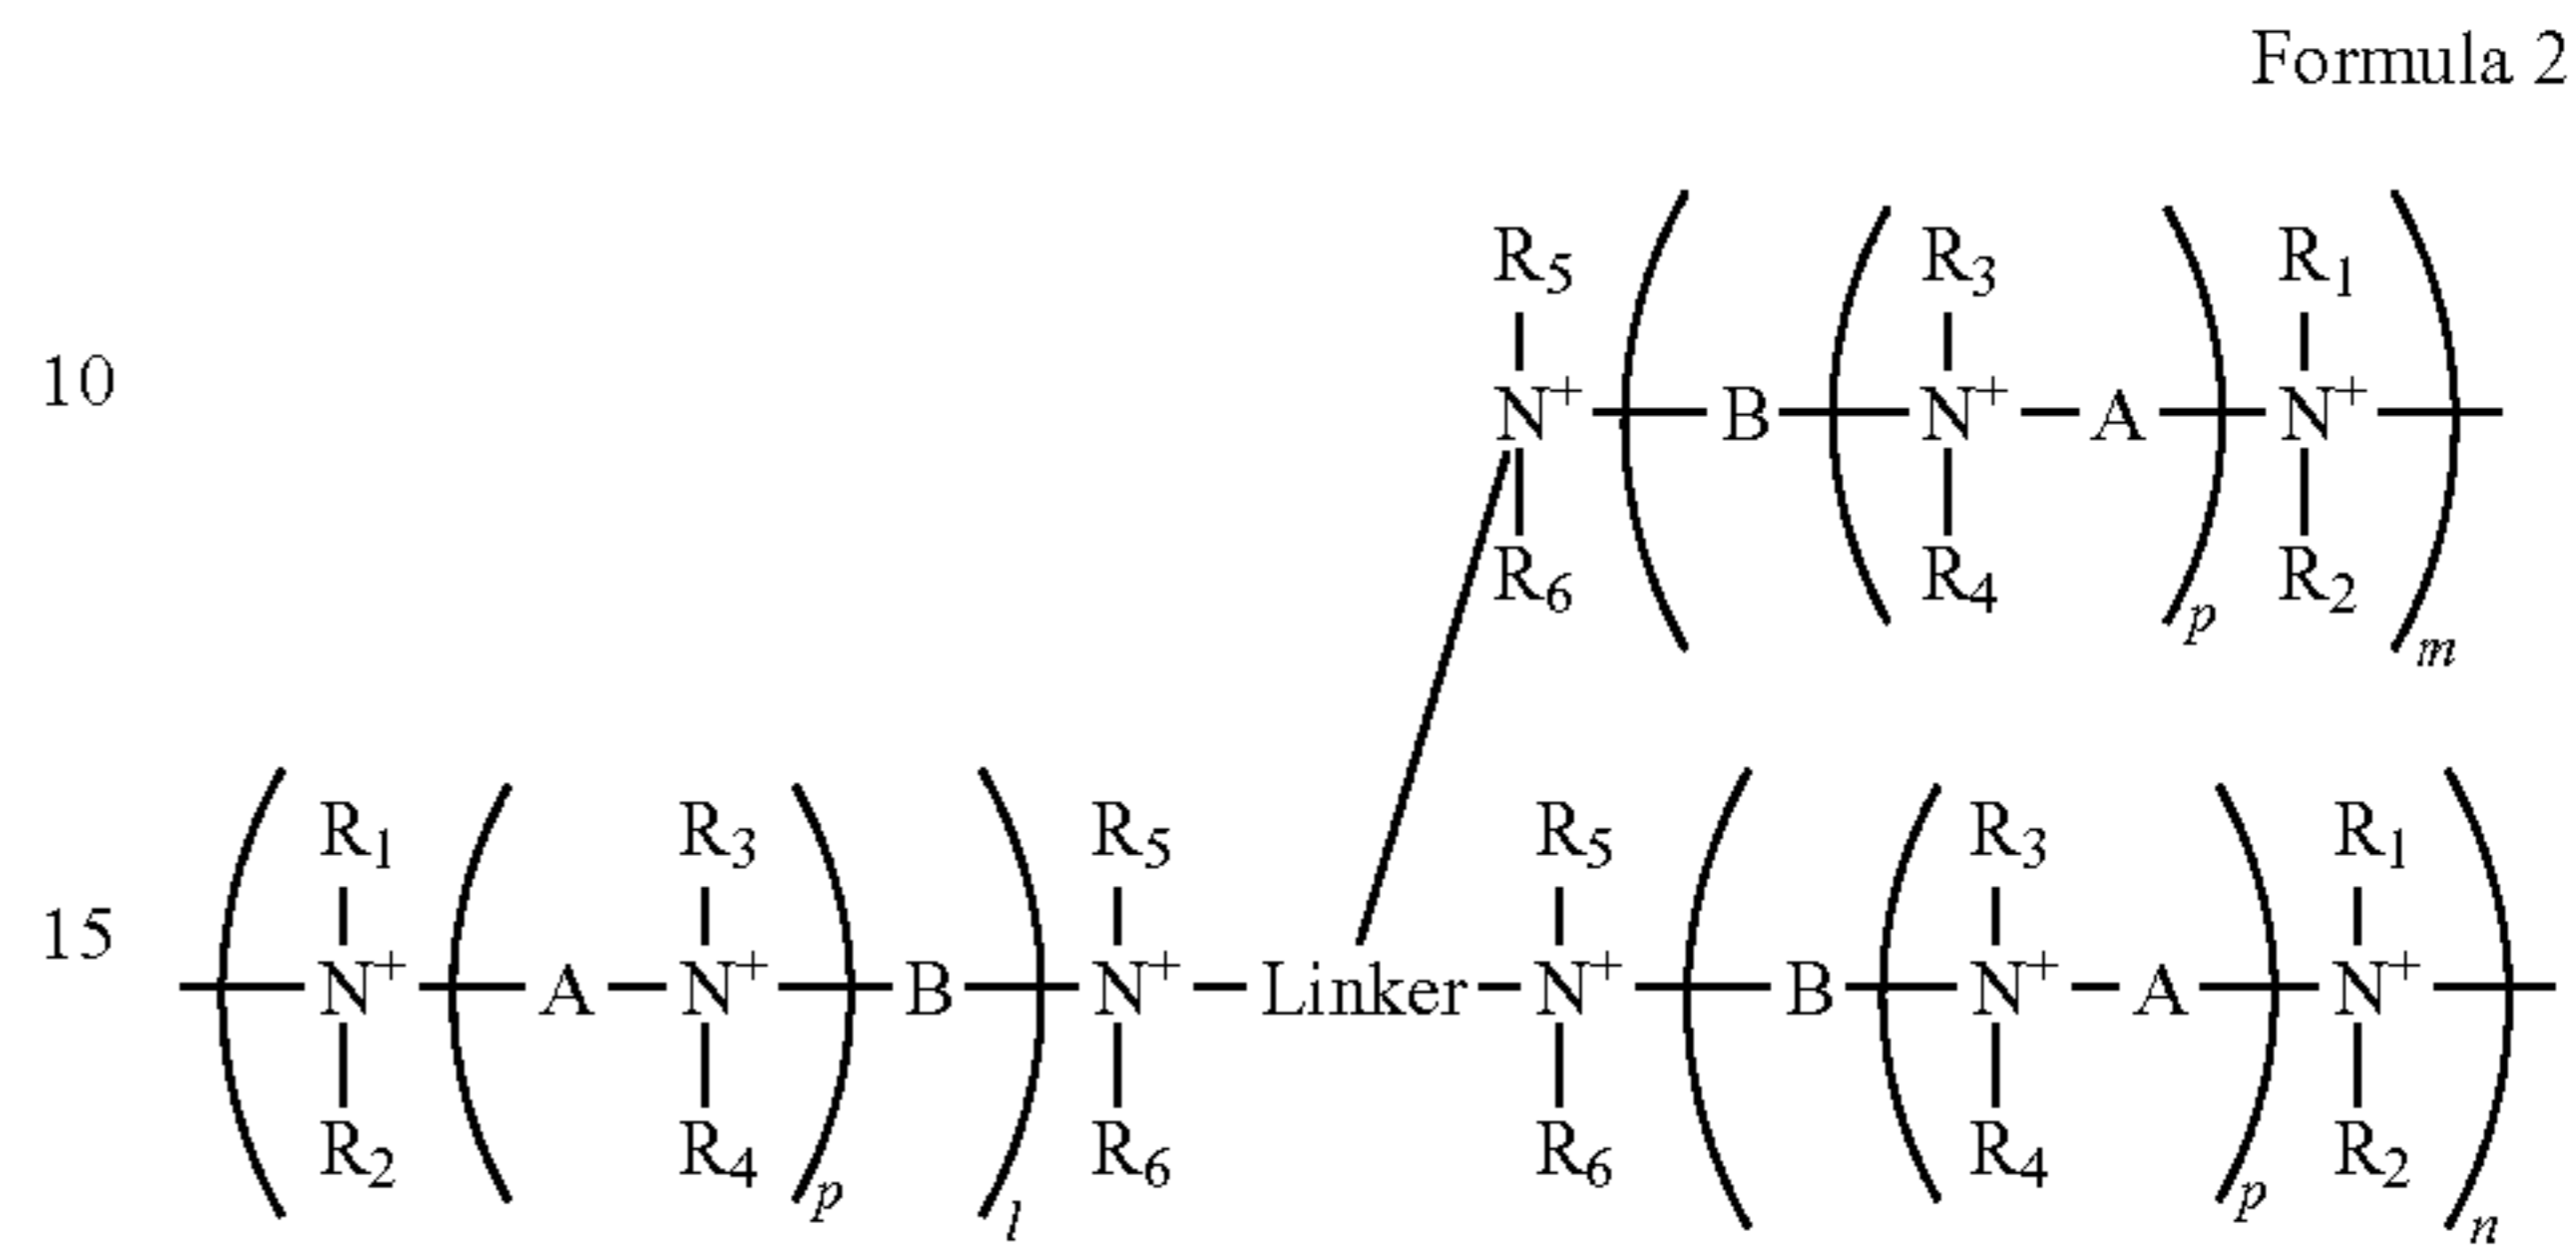 Formula 2
R5 R3 R1
10 N+ B N+ A N+
R6 R4 R2
p m
R1 R3 R5 R5 R3 R1
15 N+ A N+ B N+ Linker N+ B N+ A N+
R2 R4 R6 R6 R4 R2
p l p n